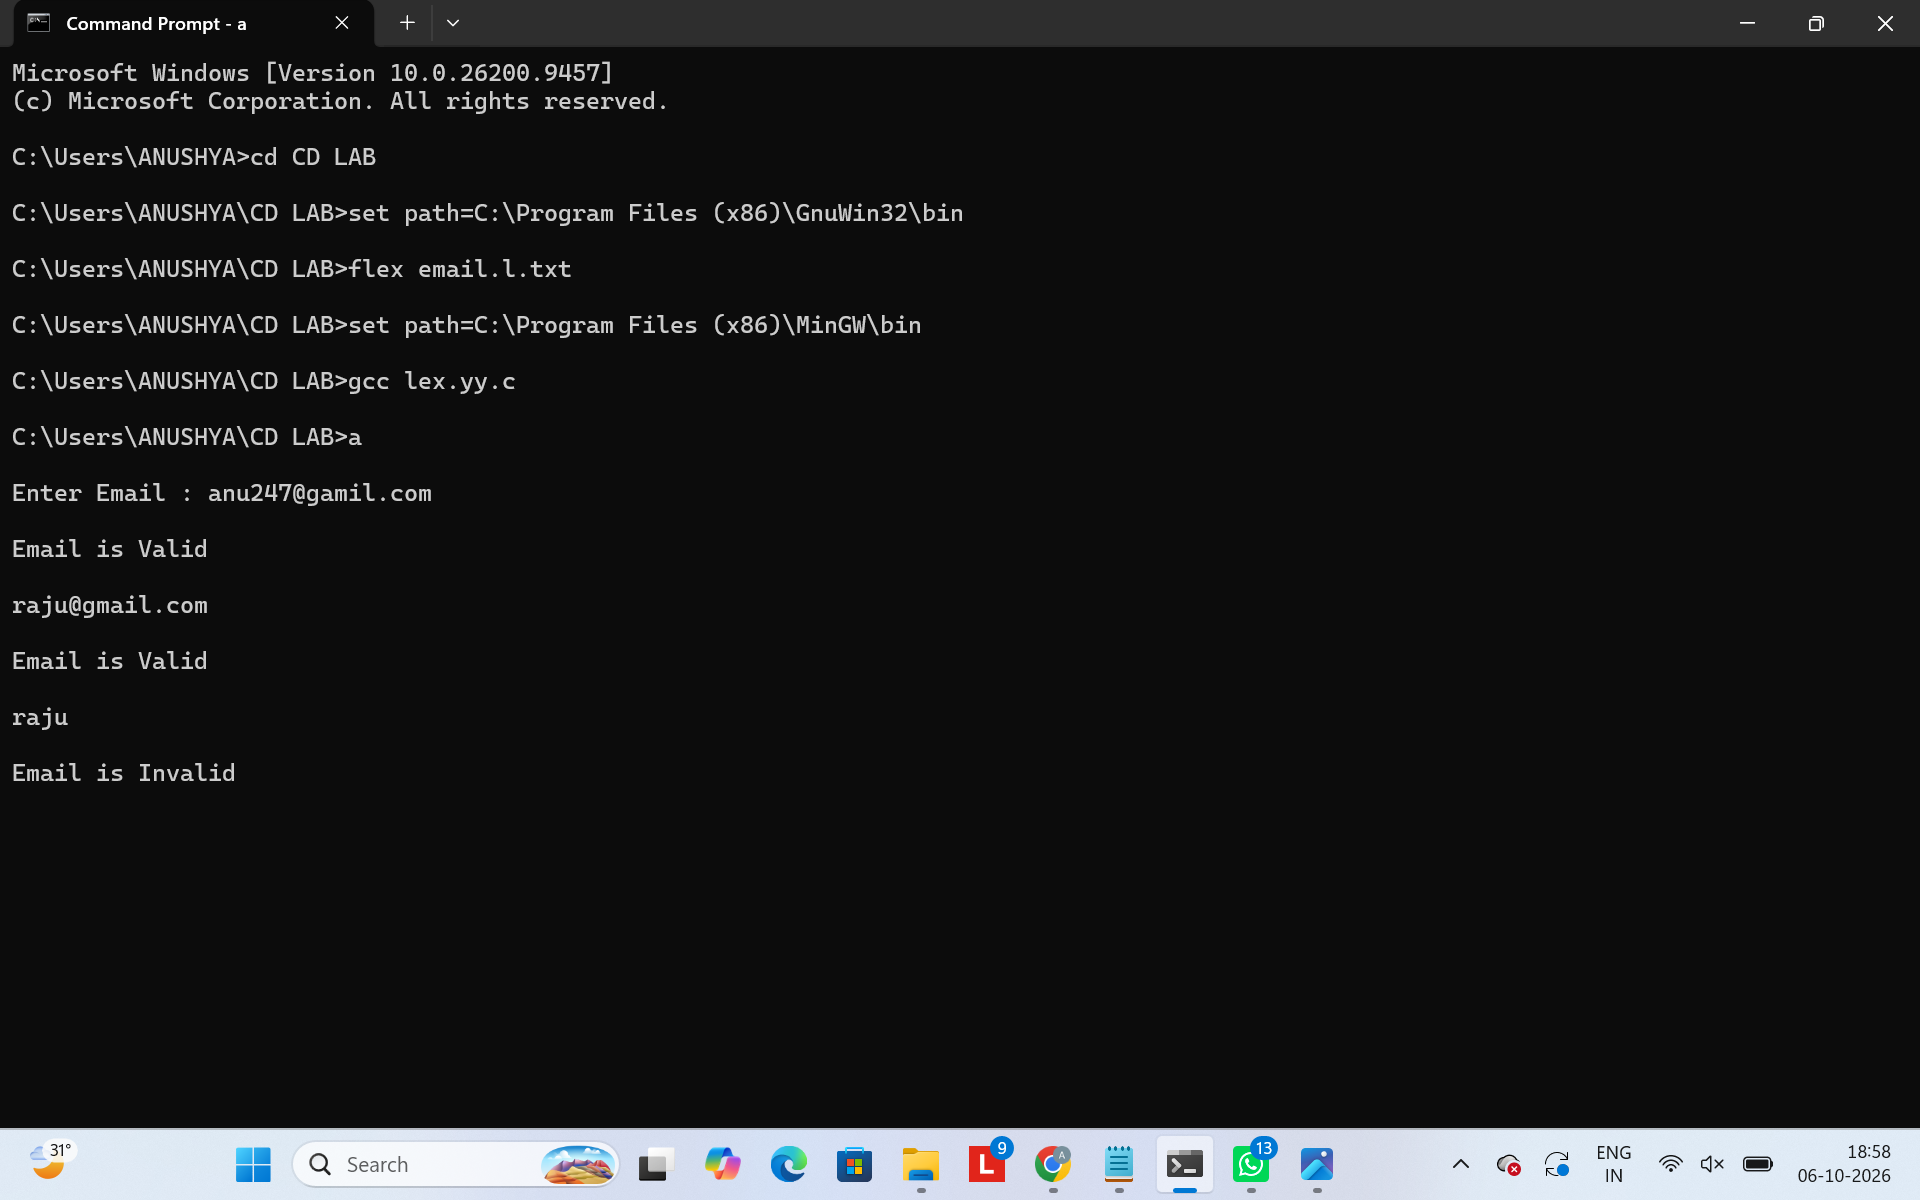 Command Prompt - a
Microsoft Windows [Version 10.0.26200.9457]
(c) Microsoft Corporation. All rights reserved.
C:\Users\ANUSHYA>cd CD LAB
C:\Users\ANUSHYA\CD LAB>set path=C:\Program Files (x86)\GnuWin32\bin
C:\Users\ANUSHYA\CD LAB>flex email.l.txt
C:\Users\ANUSHYA\CD LAB>set path=C:\Program Files (x86)\MinGW\bin
C:\Users\ANUSHYA\CD LAB>gcc lex.yy.c
C:\Users\ANUSHYA\CD LAB>a
Enter Email : anu247@gamil.com
Email is Valid
raju@gmail.com
Email is Valid
raju
Email is Invalid
31°
Search
L 9
A
13
ENG
IN
18:58
06-10-2026